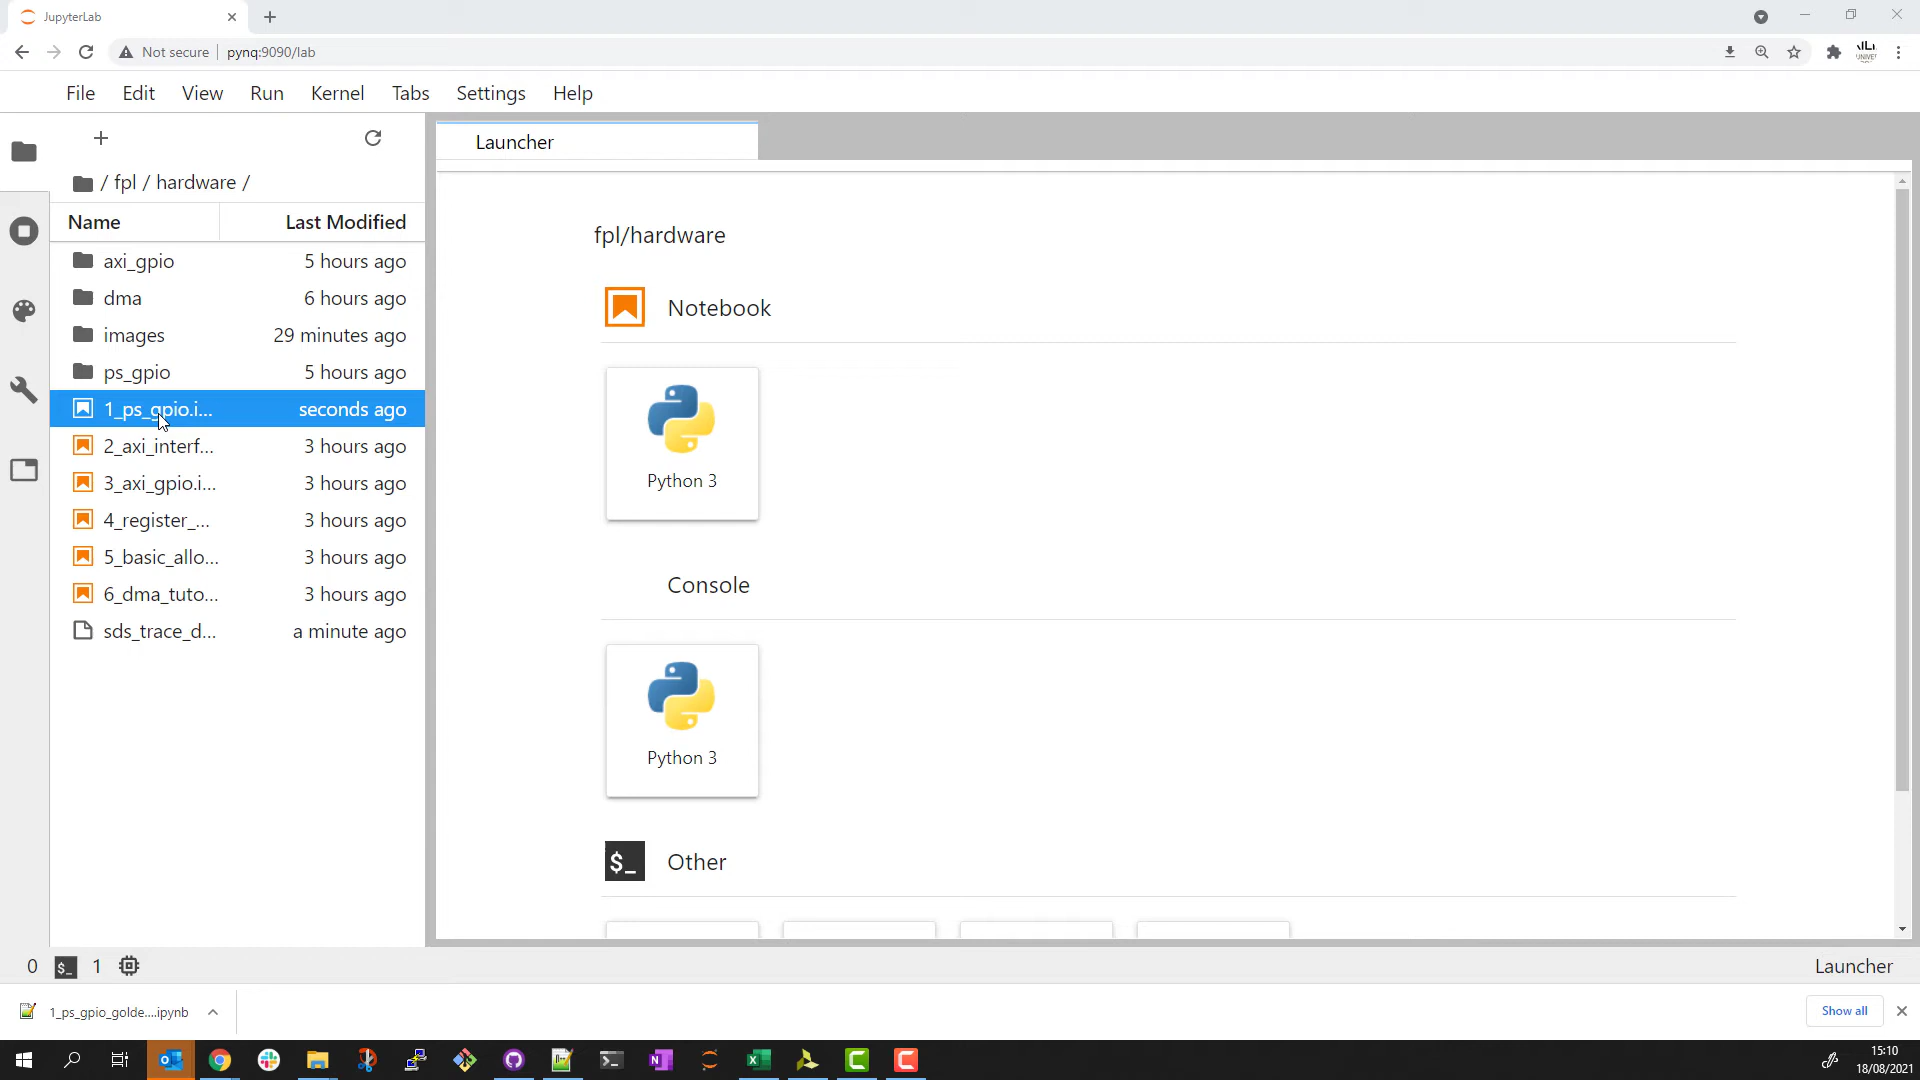 JupyterLab
Not secure
pynq:9090/lab
File Edit View Run Kernel Tabs Settings Help
/ fpl / hardware /
Name Last Modified
axi_gpio 5 hours ago
dma 6 hours ago
images 29 minutes ago
ps_gpio 5 hours ago
1_ps_gpio.i... seconds ago
2_axi_interf... 3 hours ago
3_axi_gpio.i... 3 hours ago
4_register_... 3 hours ago
5_basic_allo... 3 hours ago
6_dma_tuto... 3 hours ago
sds_trace_d... a minute ago
Launcher
fpl/hardware
Notebook
Python 3
Console
Python 3
$_ Other
0 $_ 1
Launcher
1_ps_gpio_golde....ipynb
Show all
15:10
18/08/2021